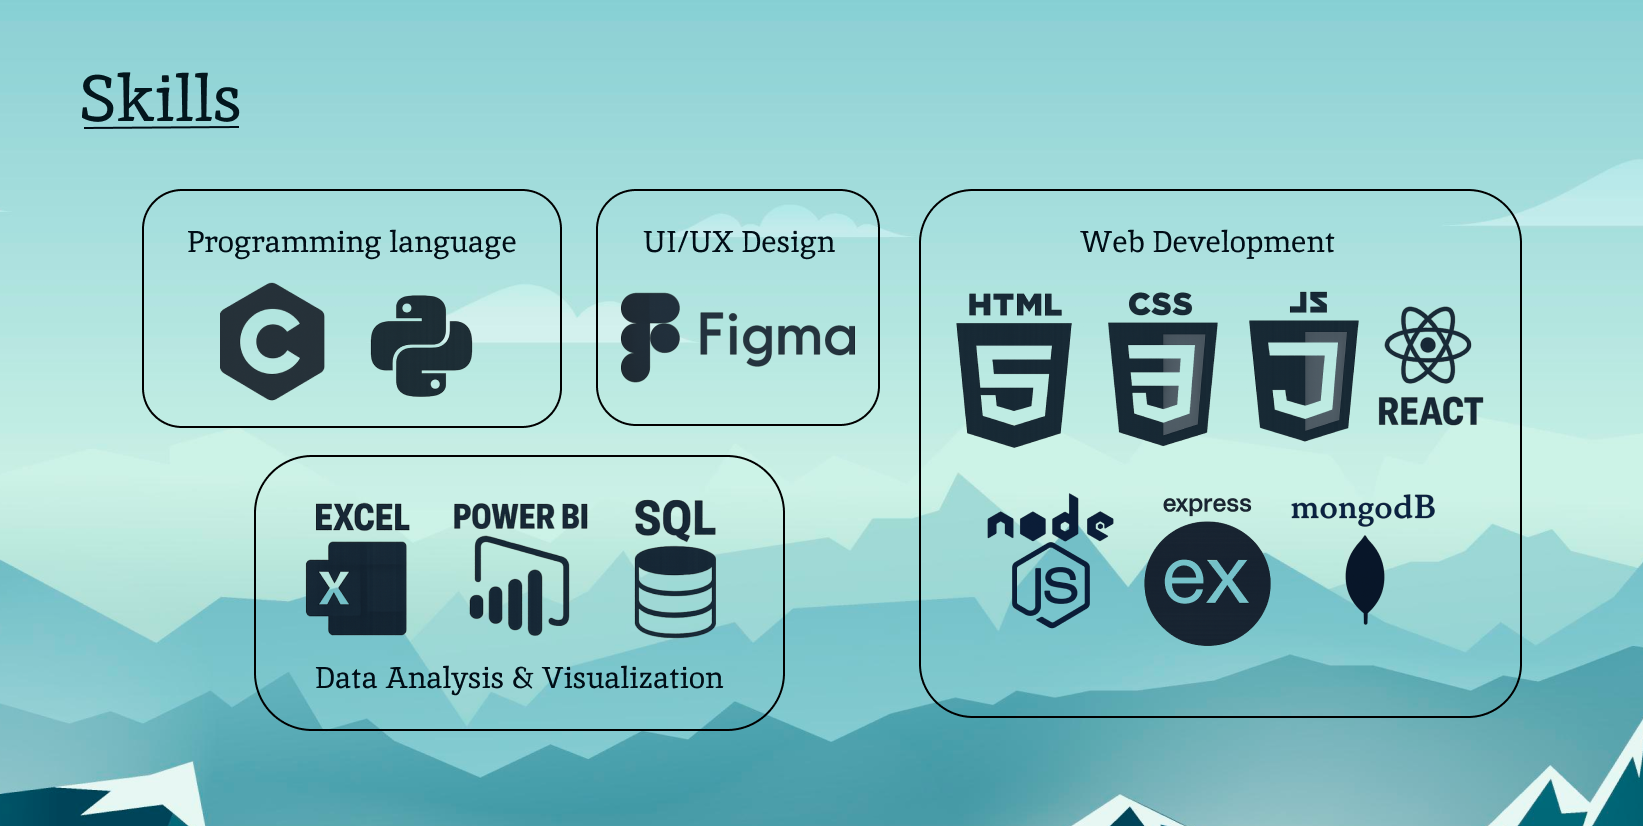 Skills
Programming language
C
UI/UX Design
Figma
Web Development
HTML
5
CSS
3
JS
J
REACT
node
JS
express
ex
mongodB
EXCEL
X
POWER BI
SQL
Data Analysis & Visualization